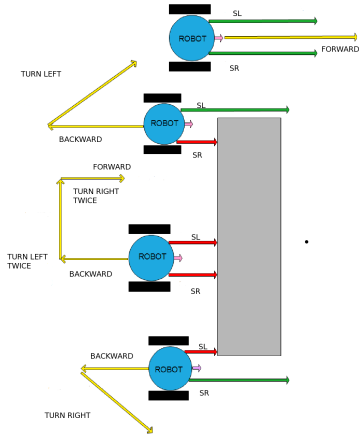 SL
ROBOT
FORWARD
SR
TURN LEFT
SL
ROBOT
BACKWARD
SR
FORWARD
TURN RIGHT
TWICE
SL
ROBOT
TURN LEFT
TWICE
BACKWARD
SR
SL
BACKWARD
ROBOT
SR
TURN RIGHT